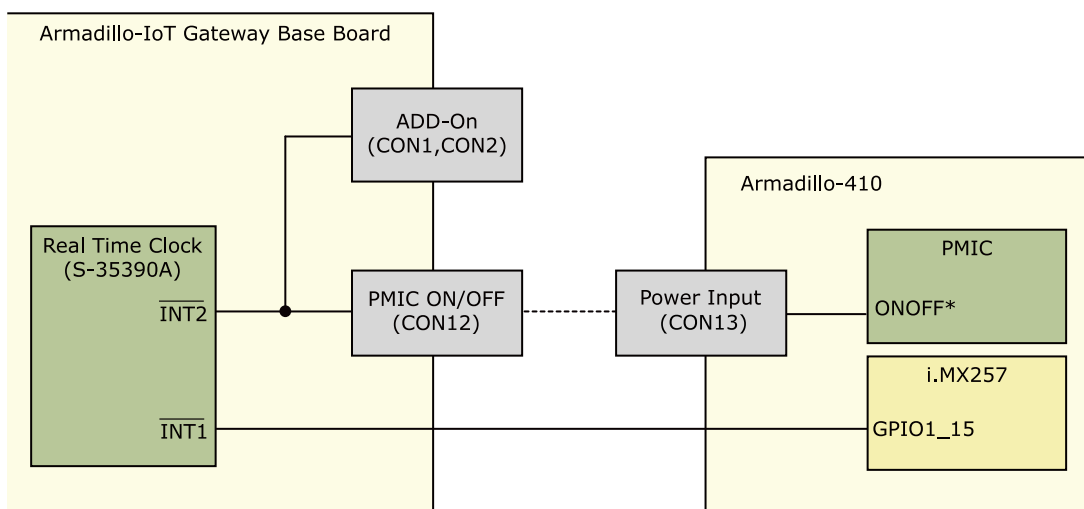 Armadillo-IoT Gateway Base Board
ADD-On
(CON1,CON2)
Armadillo-410
Real Time Clock
(S-35390A)
PMIC
INT2
PMIC ON/OFF
(CON12)
Power Input
(CON13)
ONOFF*
i.MX257
INT1
GPIO1_15